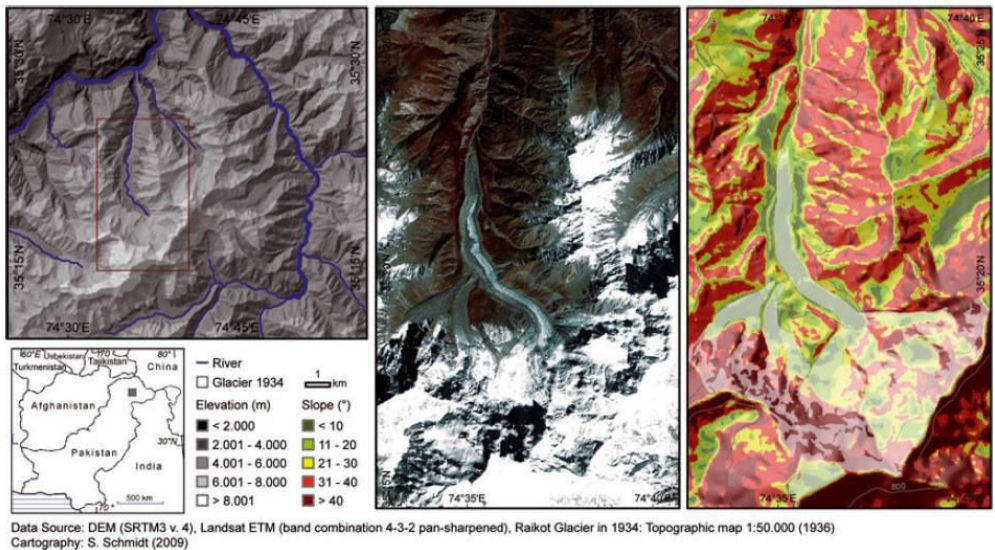 74°30'E
74°45'E
35°30'N
35°30'N
35°15'N
35°15'N
74°30'E
74°45'E
74°40'E
35°25'N
35°20'N
74°35'E
74°40'E
74°35'E
800
60°E
Uzbekistan
70
80°
Turkmenistan
Tajikistan
China
Afghanistan
30°N
Pakistan
India
500 km
70°
River
Glacier 1934
1
km
Elevation (m)
Slope (°)
< 2.000
< 10
2.001 - 4.000
11 - 20
4.001 - 6.000
21 - 30
6.001 - 8.000
31 - 40
> 8.001
> 40
Data Source: DEM (SRTM3 v. 4), Landsat ETM (band combination 4-3-2 pan-sharpened), Raikot Glacier in 1934: Topographic map 1:50.000 (1936)
Cartography: S. Schmidt (2009)